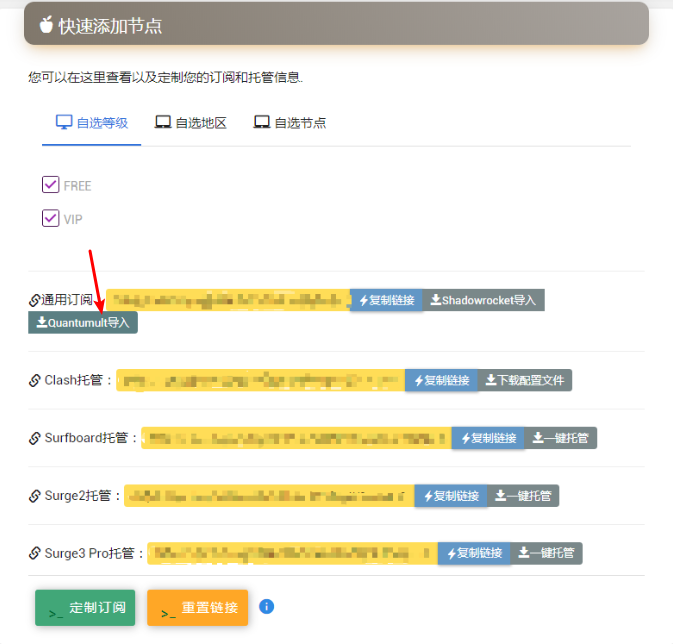 快速添加节点
您可以在这里查看以及定制您的订阅和托管信息.
自选等级 自选地区 自选节点
FREE
VIP
通用订阅 复制链接 Shadowrocket导入
Quantumult导入
Clash托管： 复制链接 下载配置文件
Surfboard托管： 复制链接 一键托管
Surge2托管： 复制链接 一键托管
Surge3 Pro托管： 复制链接 一键托管
>_ 定制订阅 >_ 重置链接